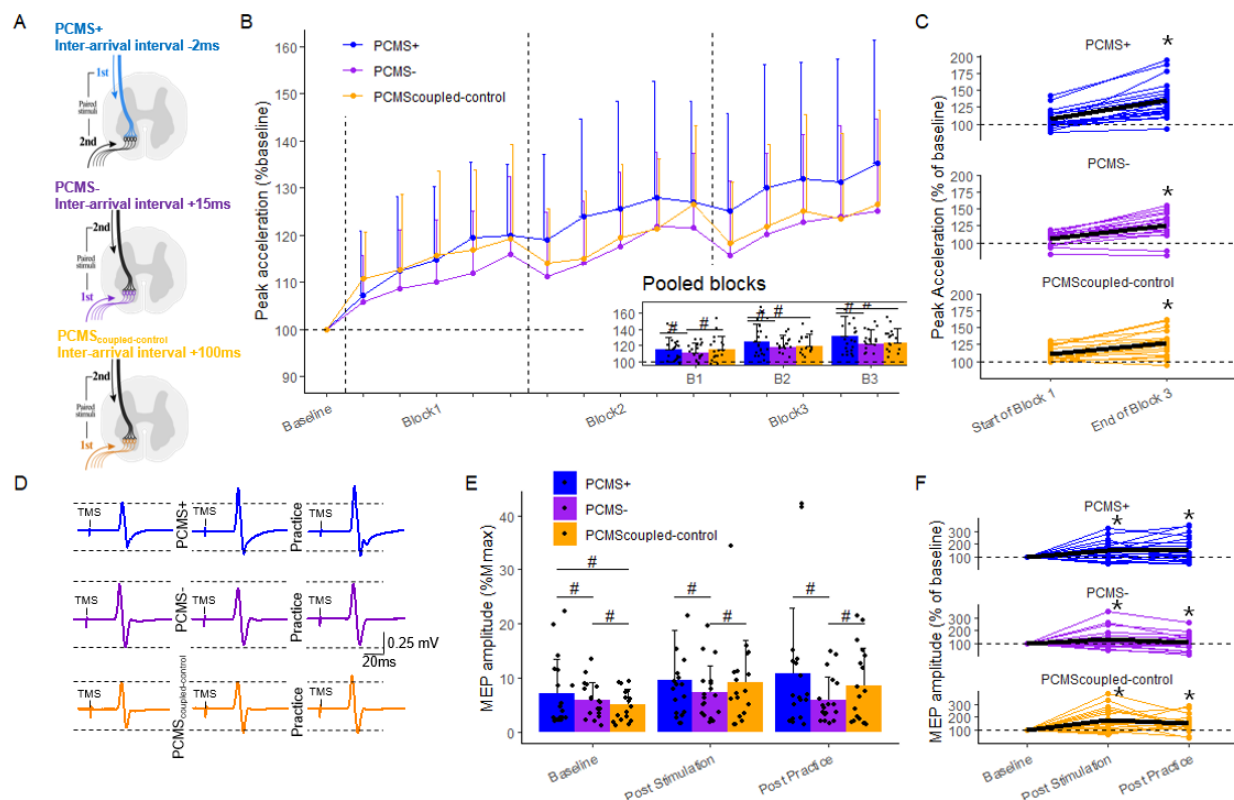 A
PCMS+
Inter-arrival interval -2ms
1st
Paired
stimuli
2nd
PCMS-
Inter-arrival interval +15ms
2nd
Paired
stimuli
1st
PCMScoupled-control
Inter-arrival interval +100ms
2nd
Paired
stimuli
1st
B
Peak acceleration (%baseline)
160
150
140
130
120
110
100
90
PCMS+
PCMS-
PCMScoupled-control
Pooled blocks
160
140
120
100
# # # # # #
B1 B2 B3
Baseline Block1 Block2 Block3
C
Peak Acceleration (% of baseline)
PCMS+
*
200
175
150
125
100
PCMS-
*
200
175
150
125
100
PCMScoupled-control
*
200
175
150
125
100
Start of Block 1 End of Block 3
D
TMS PCMS+ TMS Practice TMS
TMS PCMS- TMS Practice TMS
0.25 mV
20ms
TMS PCMScoupled-control TMS Practice TMS
E
MEP amplitude (%Mmax)
40
30
20
10
0
PCMS+
PCMS-
PCMScoupled-control
#
# # #
# # #
Baseline Post Stimulation Post Practice
F
MEP amplitude (% of baseline)
PCMS+
* *
300
200
100
PCMS-
* *
300
200
100
PCMScoupled-control
* *
300
200
100
Baseline Post Stimulation Post Practice